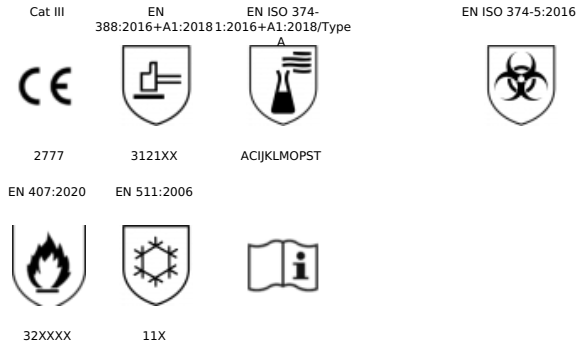 Cat III
EN
388:2016+A1:2018
EN ISO 374-
1:2016+A1:2018/Type
A
EN ISO 374-5:2016
CE
2777
3121XX
ACIJKLMOPST
EN 407:2020
EN 511:2006
i
32XXXX
11X